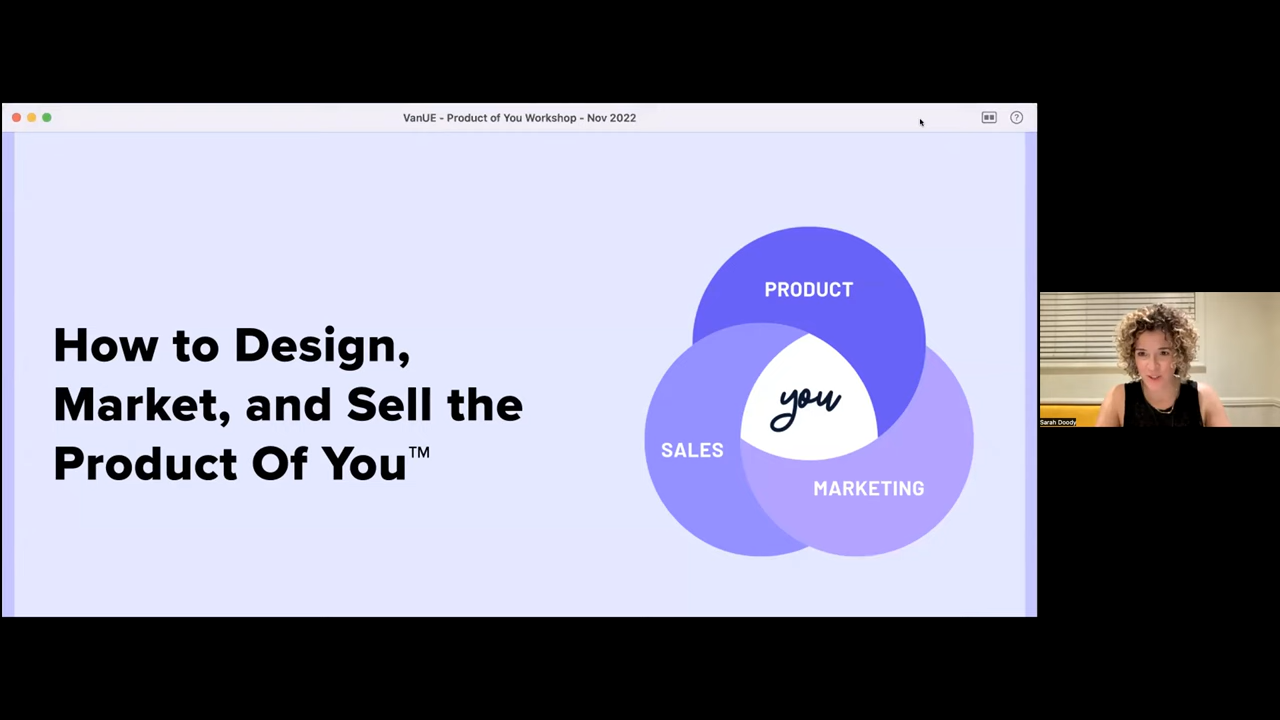 VanUE - Product of You Workshop - Nov 2022
?
How to Design,
Market, and Sell the
Product Of You™
PRODUCT
you
SALES
MARKETING
Sarah Doody